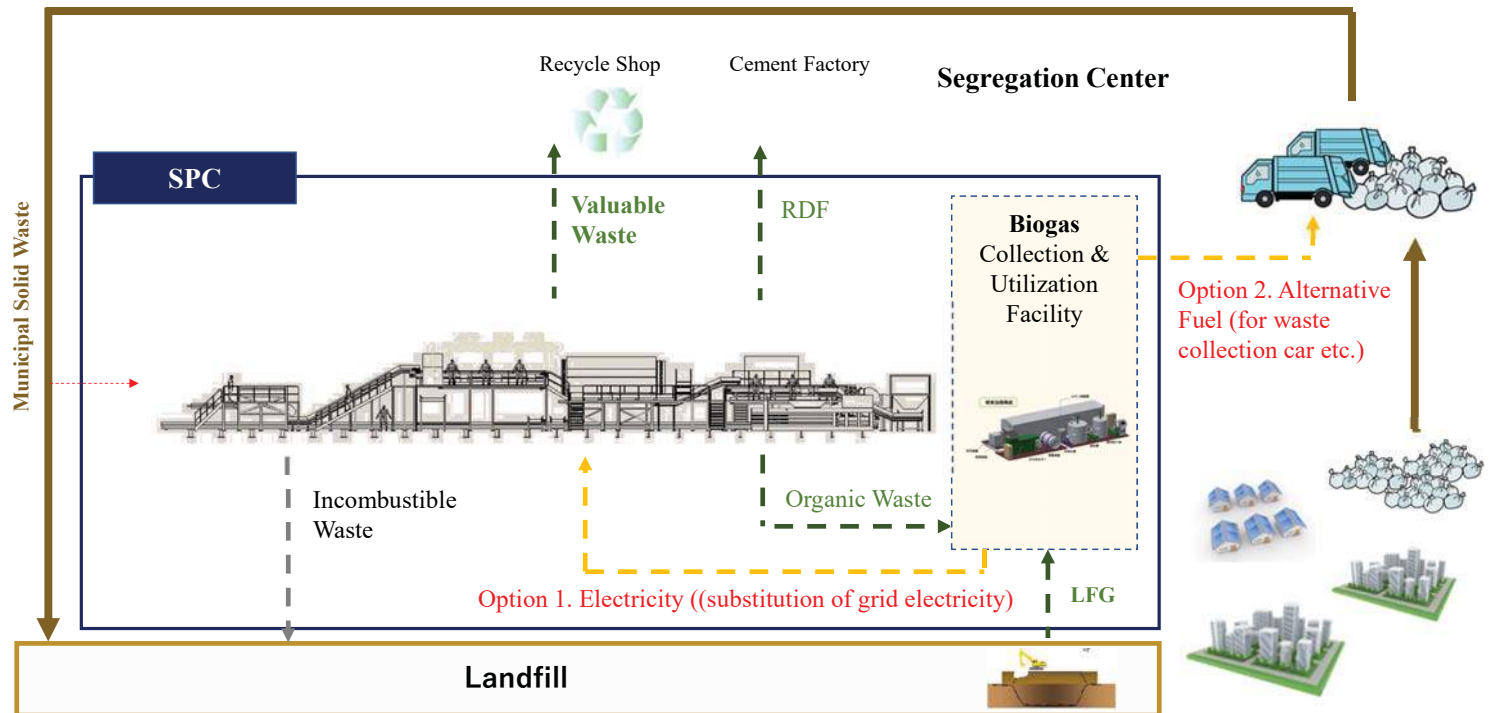 Recycle Shop
Cement Factory
Segregation Center
SPC
Municipal Solid Waste
Valuable
Waste
RDF
Biogas
Collection &
Utilization
Facility
Option 2. Alternative
Fuel (for waste
collection car etc.)
Incombustible
Waste
Organic Waste
Option 1. Electricity ((substitution of grid electricity)
LFG
Landfill